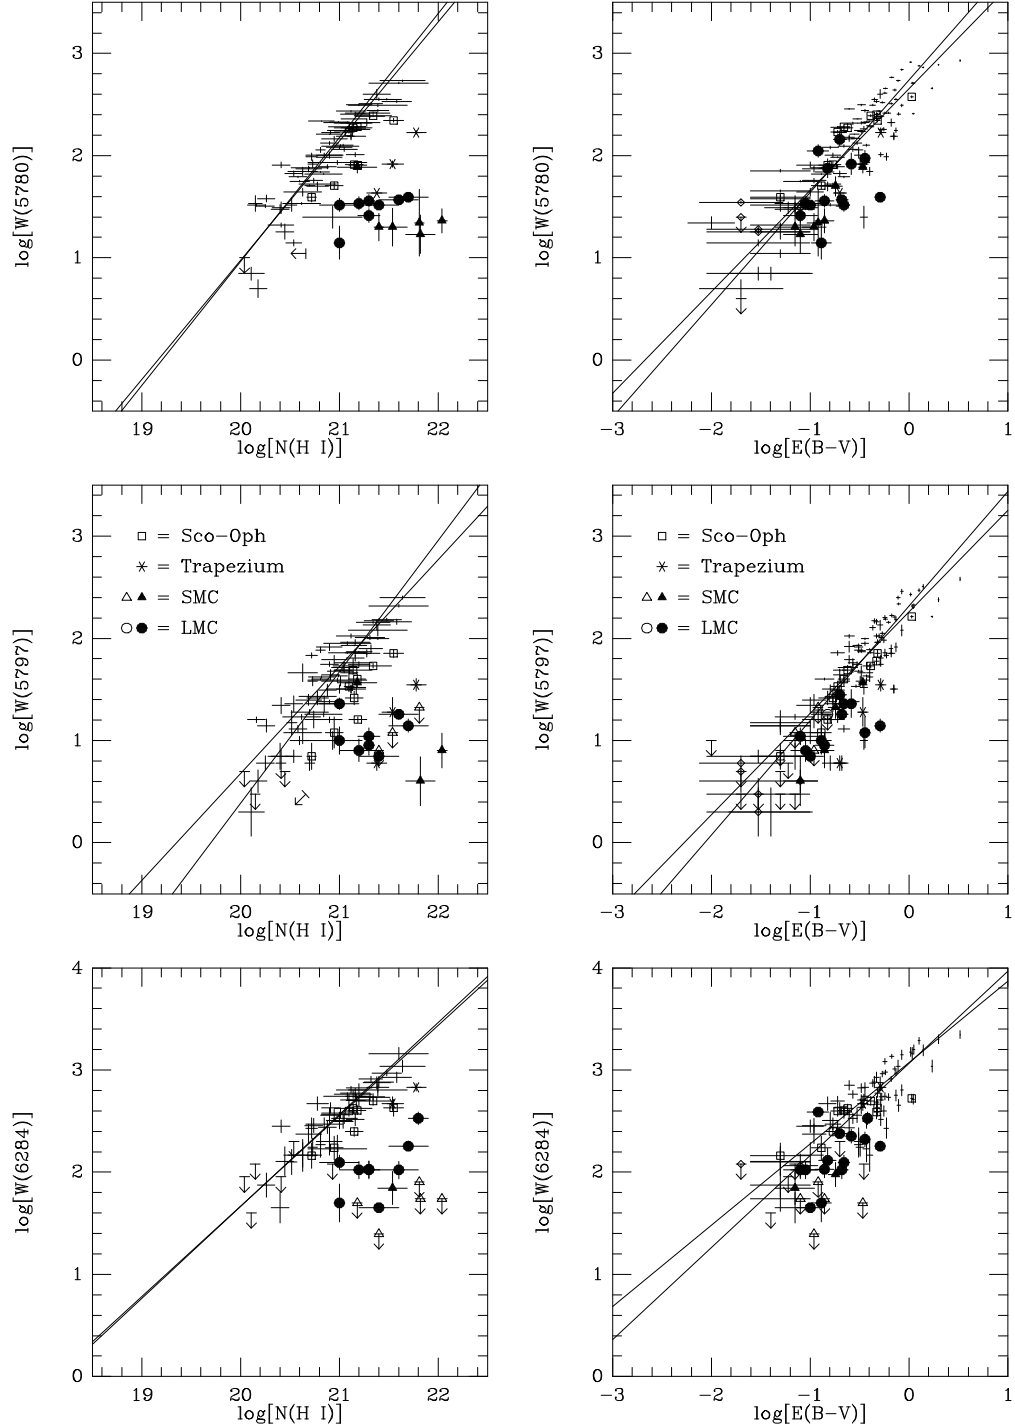 3
2
1
0
log[W(5780)]
19 20 21 22
log[N(H I)]
3
2
1
0
log[W(5780)]
−3 −2 −1 0 1
log[E(B−V)]
3
2
1
0
log[W(5797)]
□ = Sco−Oph
= Trapezium
△ ▲ = SMC
○ ● = LMC
19 20 21 22
log[N(H I)]
3
2
1
0
log[W(5797)]
□ = Sco−Oph
= Trapezium
△ ▲ = SMC
○ ● = LMC
−3 −2 −1 0 1
log[E(B−V)]
4
3
2
1
0
log[W(6284)]
19 20 21 22
log[N(H I)]
4
3
2
1
0
log[W(6284)]
−3 −2 −1 0 1
log[E(B−V)]